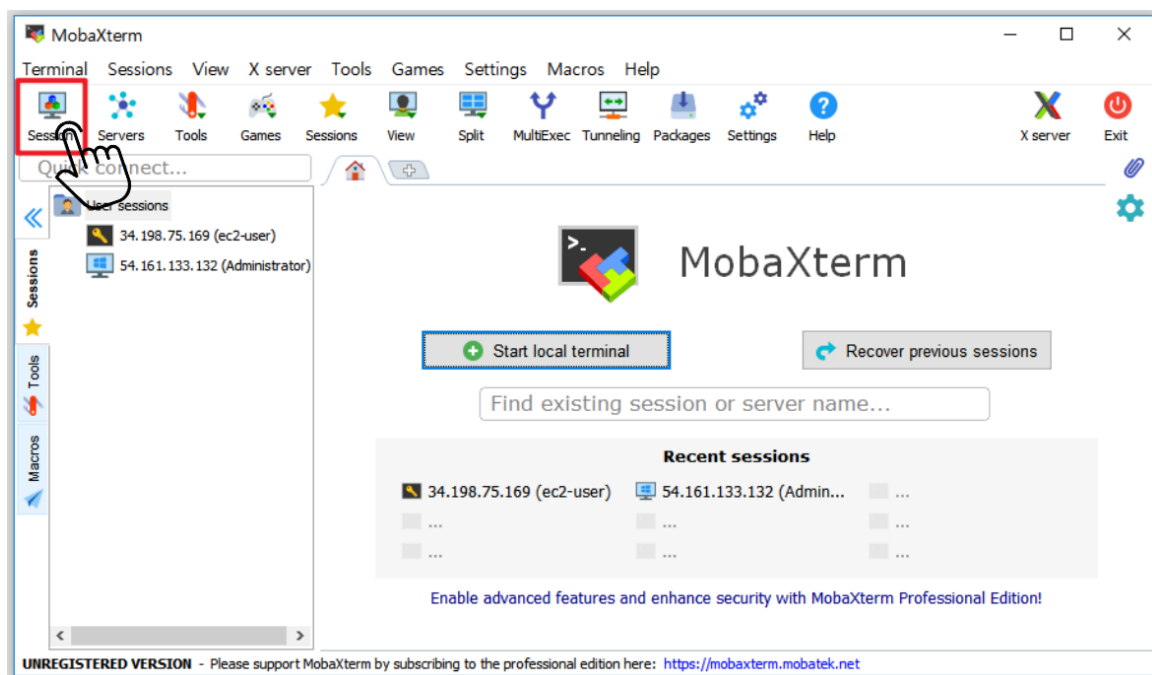 MobaXterm
Terminal Sessions View X server Tools Games Settings Macros Help
Session Servers Tools Games Sessions View Split MultiExec Tunneling Packages Settings Help X server Exit
Quick connect...
User sessions
34.198.75.169 (ec2-user)
54.161.133.132 (Administrator)
Sessions
Tools
Macros
>_
MobaXterm
Start local terminal
Recover previous sessions
Find existing session or server name...
Recent sessions
34.198.75.169 (ec2-user) 54.161.133.132 (Admin... ...
... ... ...
... ... ...
Enable advanced features and enhance security with MobaXterm Professional Edition!
UNREGISTERED VERSION - Please support MobaXterm by subscribing to the professional edition here: https://mobaxterm.mobatek.net